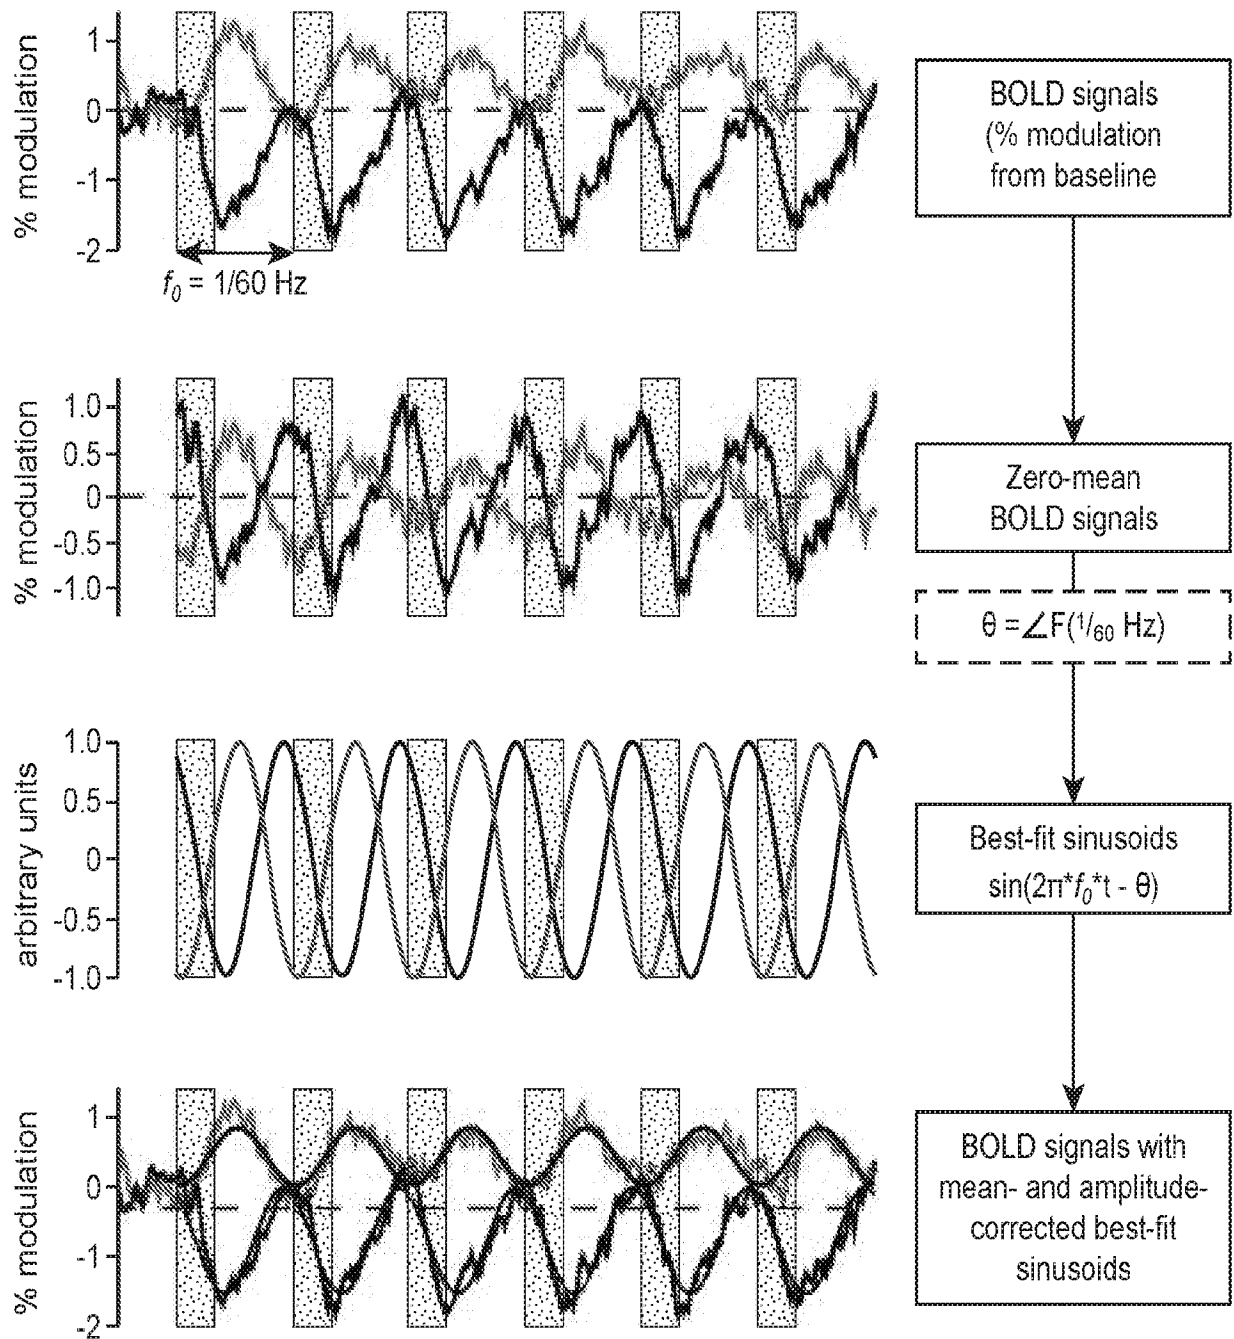 % modulation
1
0
-1
-2
f0 = 1/60 Hz
BOLD signals
(% modulation
from baseline
% modulation
1.0
0.5
0
-0.5
-1.0
Zero-mean
BOLD signals
θ =∠F(1/60 Hz)
arbitrary units
1.0
0.5
0
-0.5
-1.0
Best-fit sinusoids
sin(2π*f0*t - θ)
% modulation
1
0
-1
-2
BOLD signals with
mean- and amplitude-
corrected best-fit
sinusoids